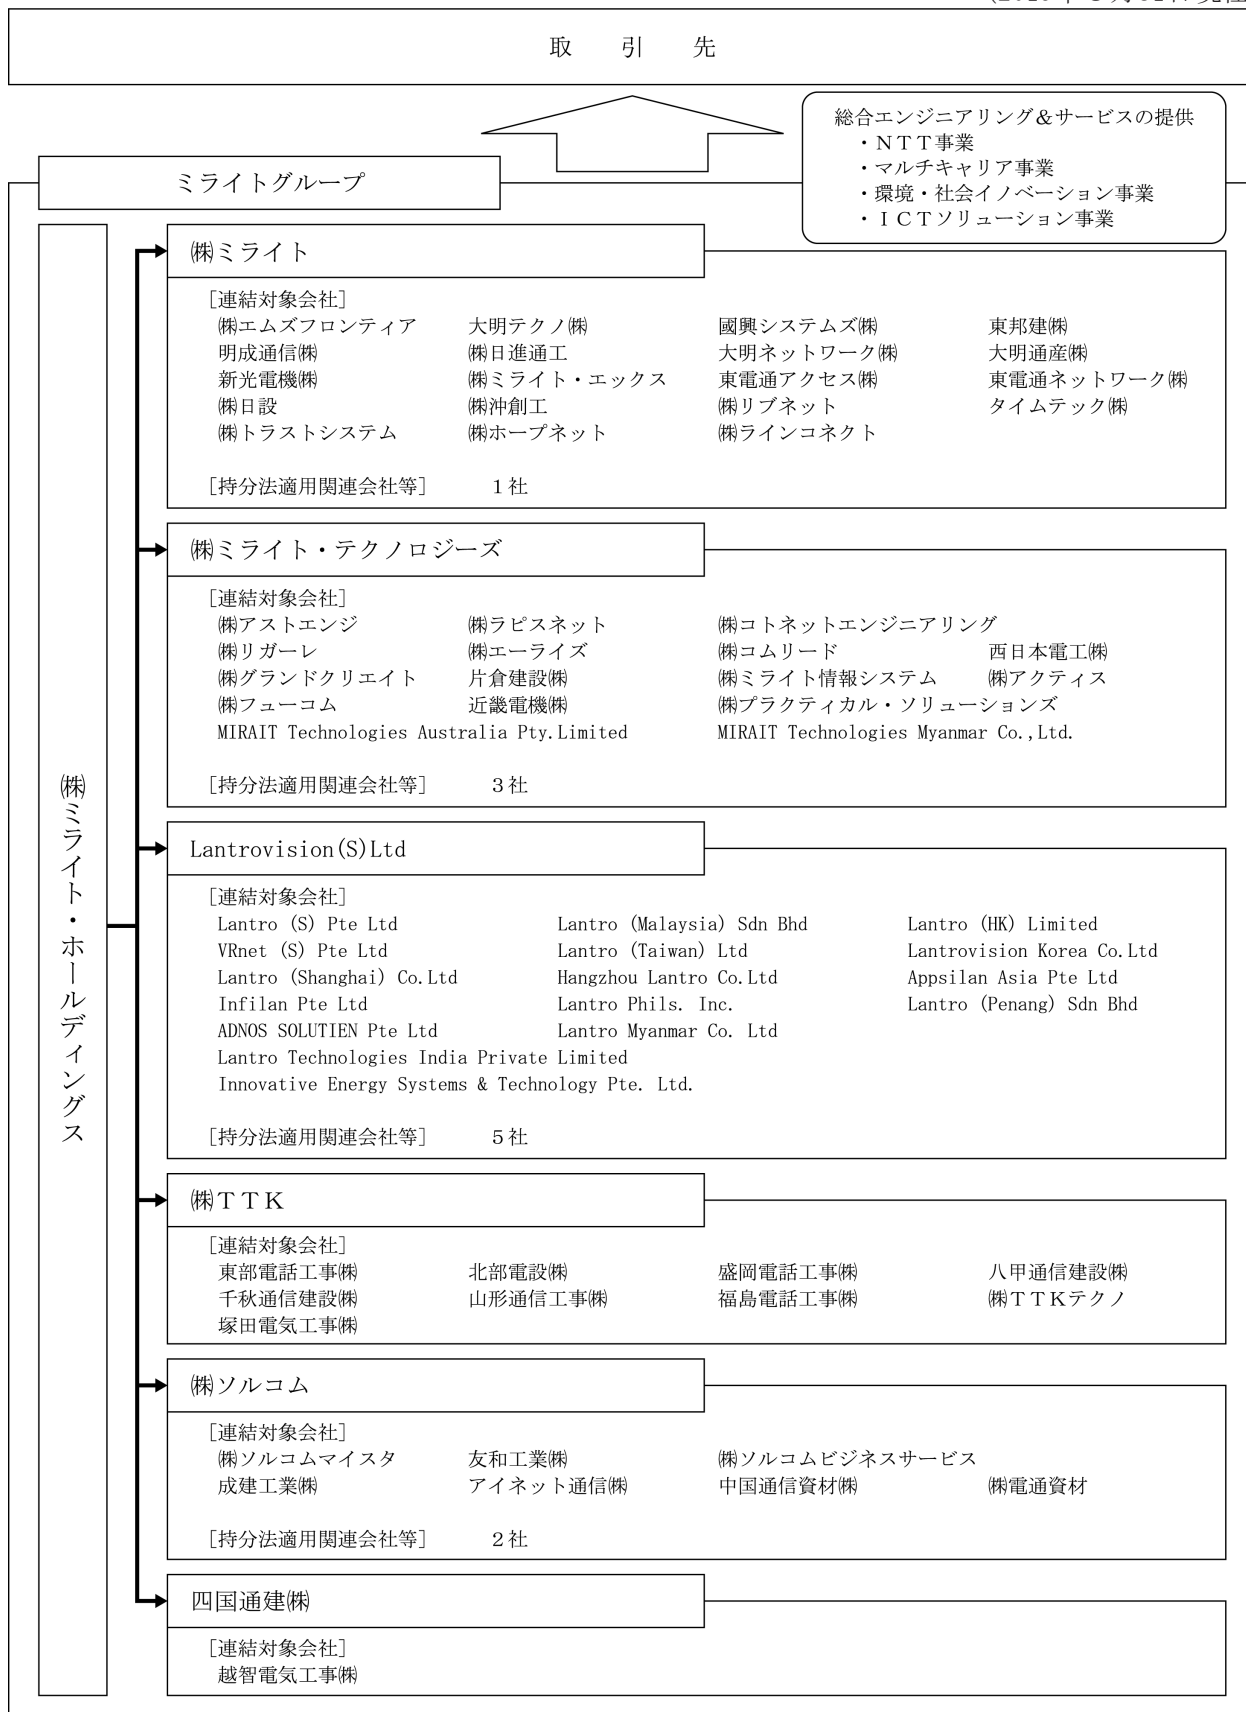 取　引　先
総合エンジニアリング＆サービスの提供
・ＮＴＴ事業
・マルチキャリア事業
・環境・社会イノベーション事業
・ＩＣＴソリューション事業
ミライトグループ
㈱ミライト・ホールディングス
㈱ミライト
［連結対象会社］
㈱エムズフロンティア　大明テクノ㈱　國興システムズ㈱　東邦建㈱
明成通信㈱　㈱日進通工　大明ネットワーク㈱　大明通産㈱
新光電機㈱　㈱ミライト・エックス　東電通アクセス㈱　東電通ネットワーク㈱
㈱日設　㈱沖創工　㈱リブネット　タイムテック㈱
㈱トラストシステム　㈱ホープネット　㈱ラインコネクト
［持分法適用関連会社等］　１社
㈱ミライト・テクノロジーズ
［連結対象会社］
㈱アストエンジ　㈱ラピスネット　㈱コトネットエンジニアリング
㈱リガーレ　㈱エーライズ　㈱コムリード　西日本電工㈱
㈱グランドクリエイト　片倉建設㈱　㈱ミライト情報システム　㈱アクティス
㈱フューコム　近畿電機㈱　㈱プラクティカル・ソリューションズ
MIRAIT Technologies Australia Pty.Limited　MIRAIT Technologies Myanmar Co.,Ltd.
［持分法適用関連会社等］　３社
Lantrovision(S)Ltd
［連結対象会社］
Lantro (S) Pte Ltd　Lantro (Malaysia) Sdn Bhd　Lantro (HK) Limited
VRnet (S) Pte Ltd　Lantro (Taiwan) Ltd　Lantrovision Korea Co.Ltd
Lantro (Shanghai) Co.Ltd　Hangzhou Lantro Co.Ltd　Appsilan Asia Pte Ltd
Infilan Pte Ltd　Lantro Phils. Inc.　Lantro (Penang) Sdn Bhd
ADNOS SOLUTIEN Pte Ltd　Lantro Myanmar Co. Ltd
Lantro Technologies India Private Limited
Innovative Energy Systems & Technology Pte. Ltd.
［持分法適用関連会社等］　５社
㈱ＴＴＫ
［連結対象会社］
東部電話工事㈱　北部電設㈱　盛岡電話工事㈱　八甲通信建設㈱
千秋通信建設㈱　山形通信工事㈱　福島電話工事㈱　㈱ＴＴＫテクノ
塚田電気工事㈱
㈱ソルコム
［連結対象会社］
㈱ソルコムマイスタ　友和工業㈱　㈱ソルコムビジネスサービス
成建工業㈱　アイネット通信㈱　中国通信資材㈱　㈱電通資材
［持分法適用関連会社等］　２社
四国通建㈱
［連結対象会社］
越智電気工事㈱